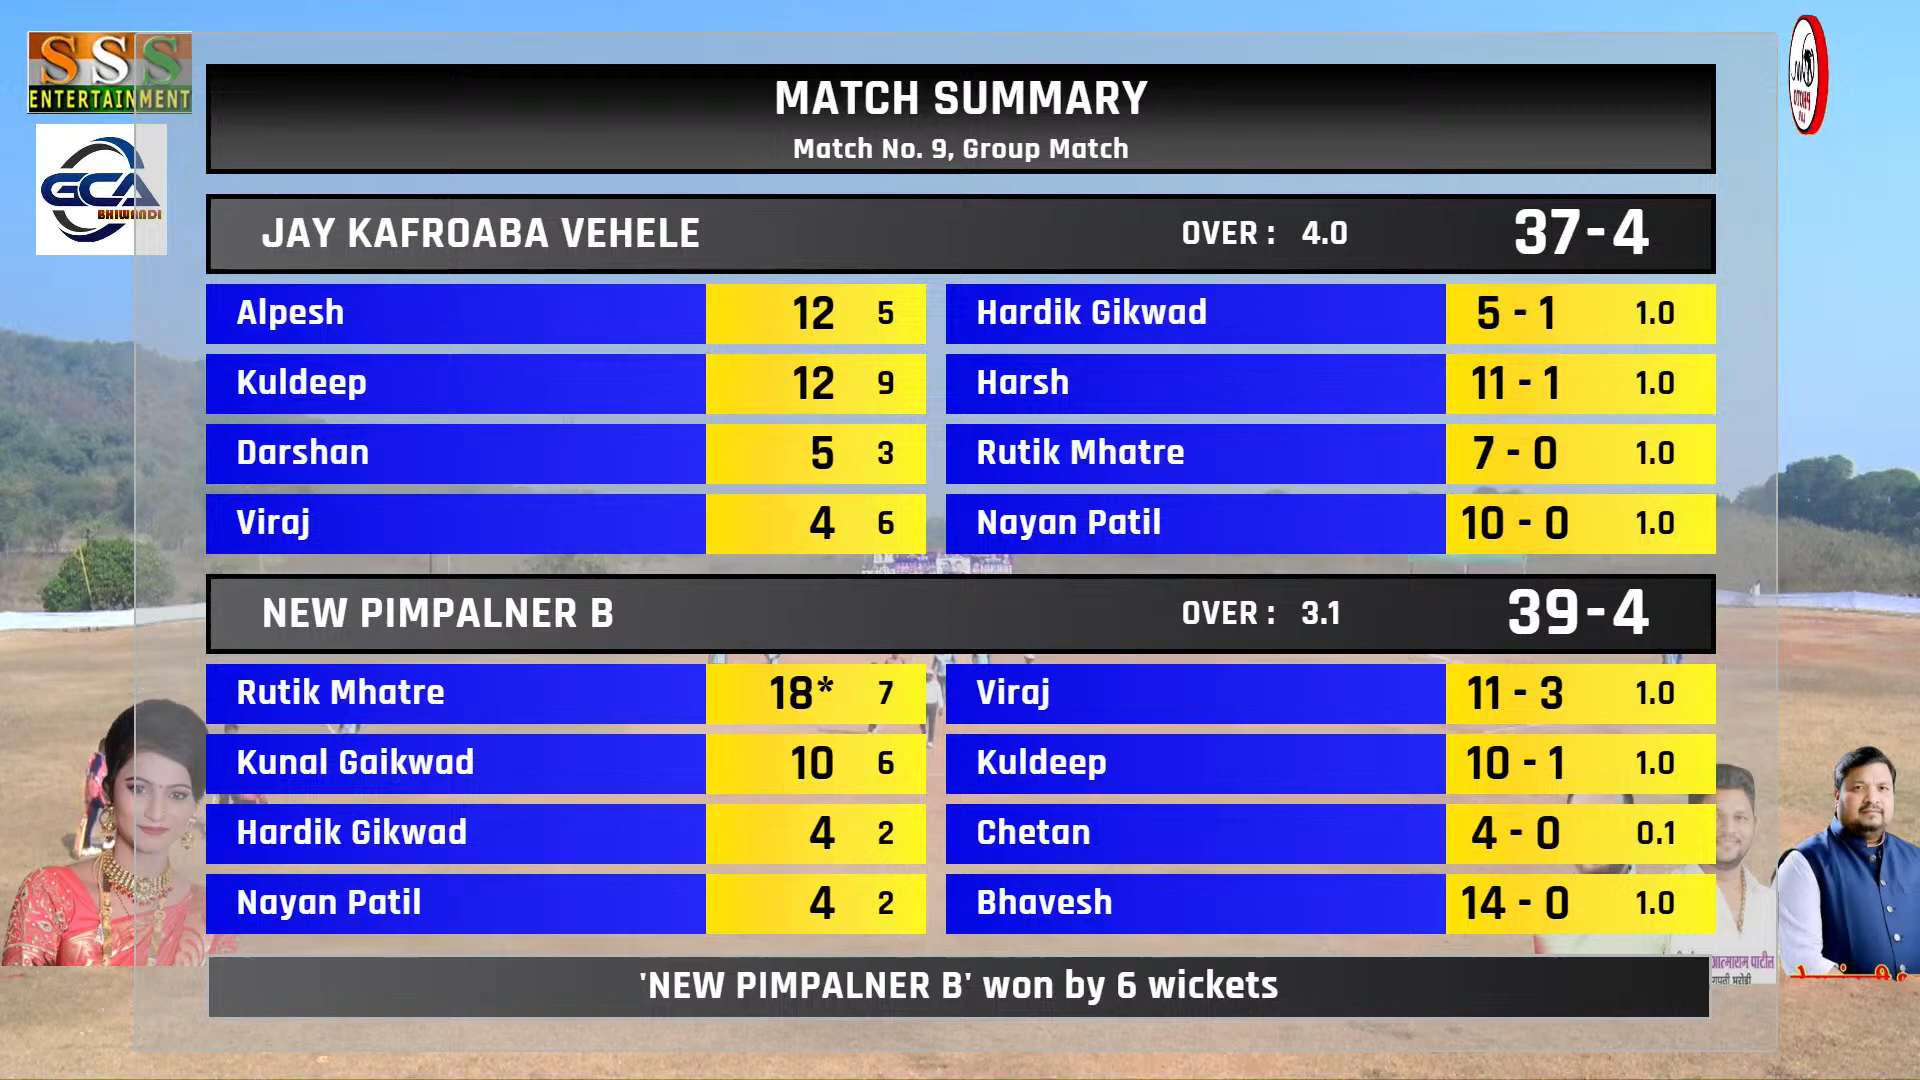 SSS
ENTERTAINMENT
GCA
BHIWANDI
MATCH SUMMARY
Match No. 9, Group Match
JAY KAFROABA VEHELE OVER : 4.0 37-4
Alpesh 12 5 Hardik Gikwad 5 - 1 1.0
Kuldeep 12 9 Harsh 11 - 1 1.0
Darshan 5 3 Rutik Mhatre 7 - 0 1.0
Viraj 4 6 Nayan Patil 10 - 0 1.0
NEW PIMPALNER B OVER : 3.1 39-4
Rutik Mhatre 18* 7 Viraj 11 - 3 1.0
Kunal Gaikwad 10 6 Kuldeep 10 - 1 1.0
Hardik Gikwad 4 2 Chetan 4 - 0 0.1
Nayan Patil 4 2 Bhavesh 14 - 0 1.0
आत्माराम पाटील
'NEW PIMPALNER B' won by 6 wickets